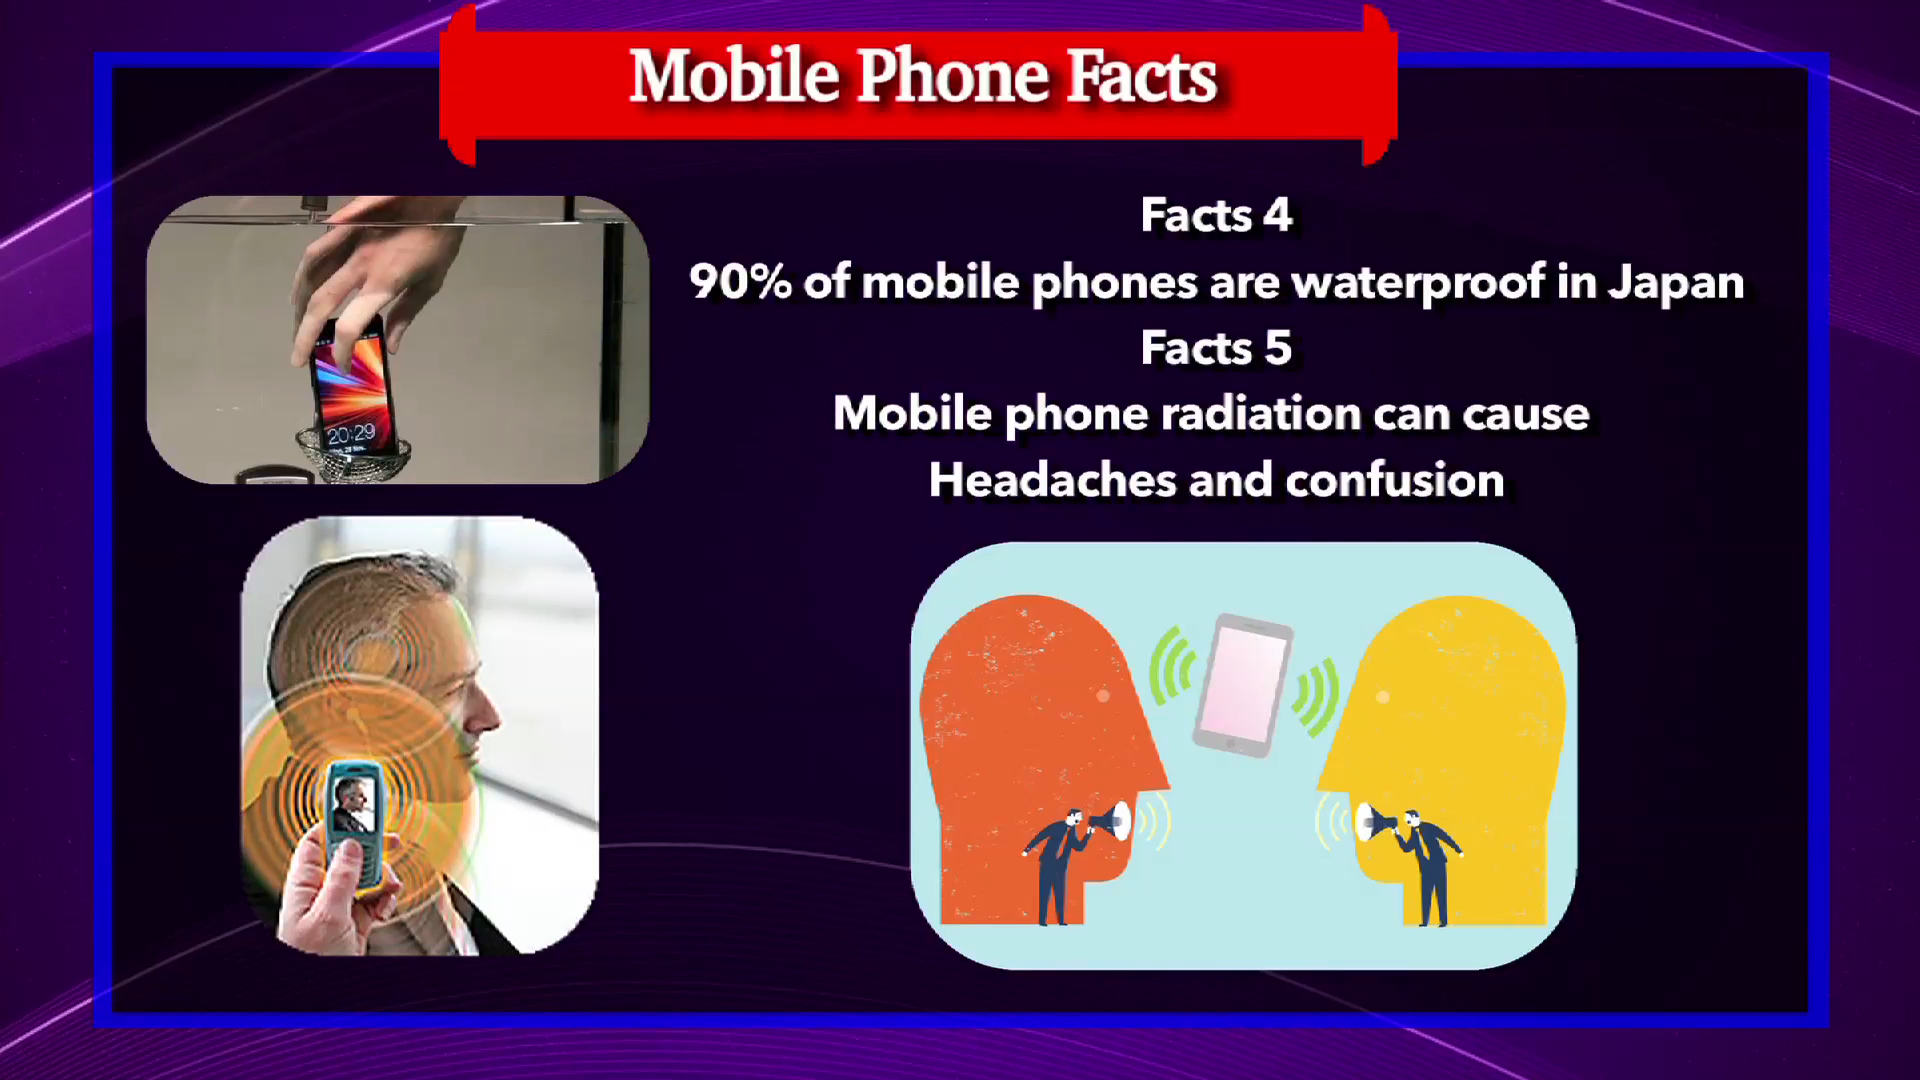 Mobile Phone Facts
Facts 4
90% of mobile phones are waterproof in Japan
Facts 5
Mobile phone radiation can cause
Headaches and confusion
20:29